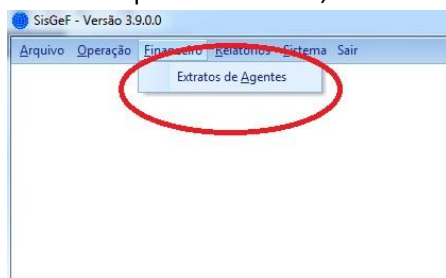 SisGeF - Versão 3.9.0.0
Arquivo Operação Financeiro Relatórios Sistema Sair
Extratos de Agentes